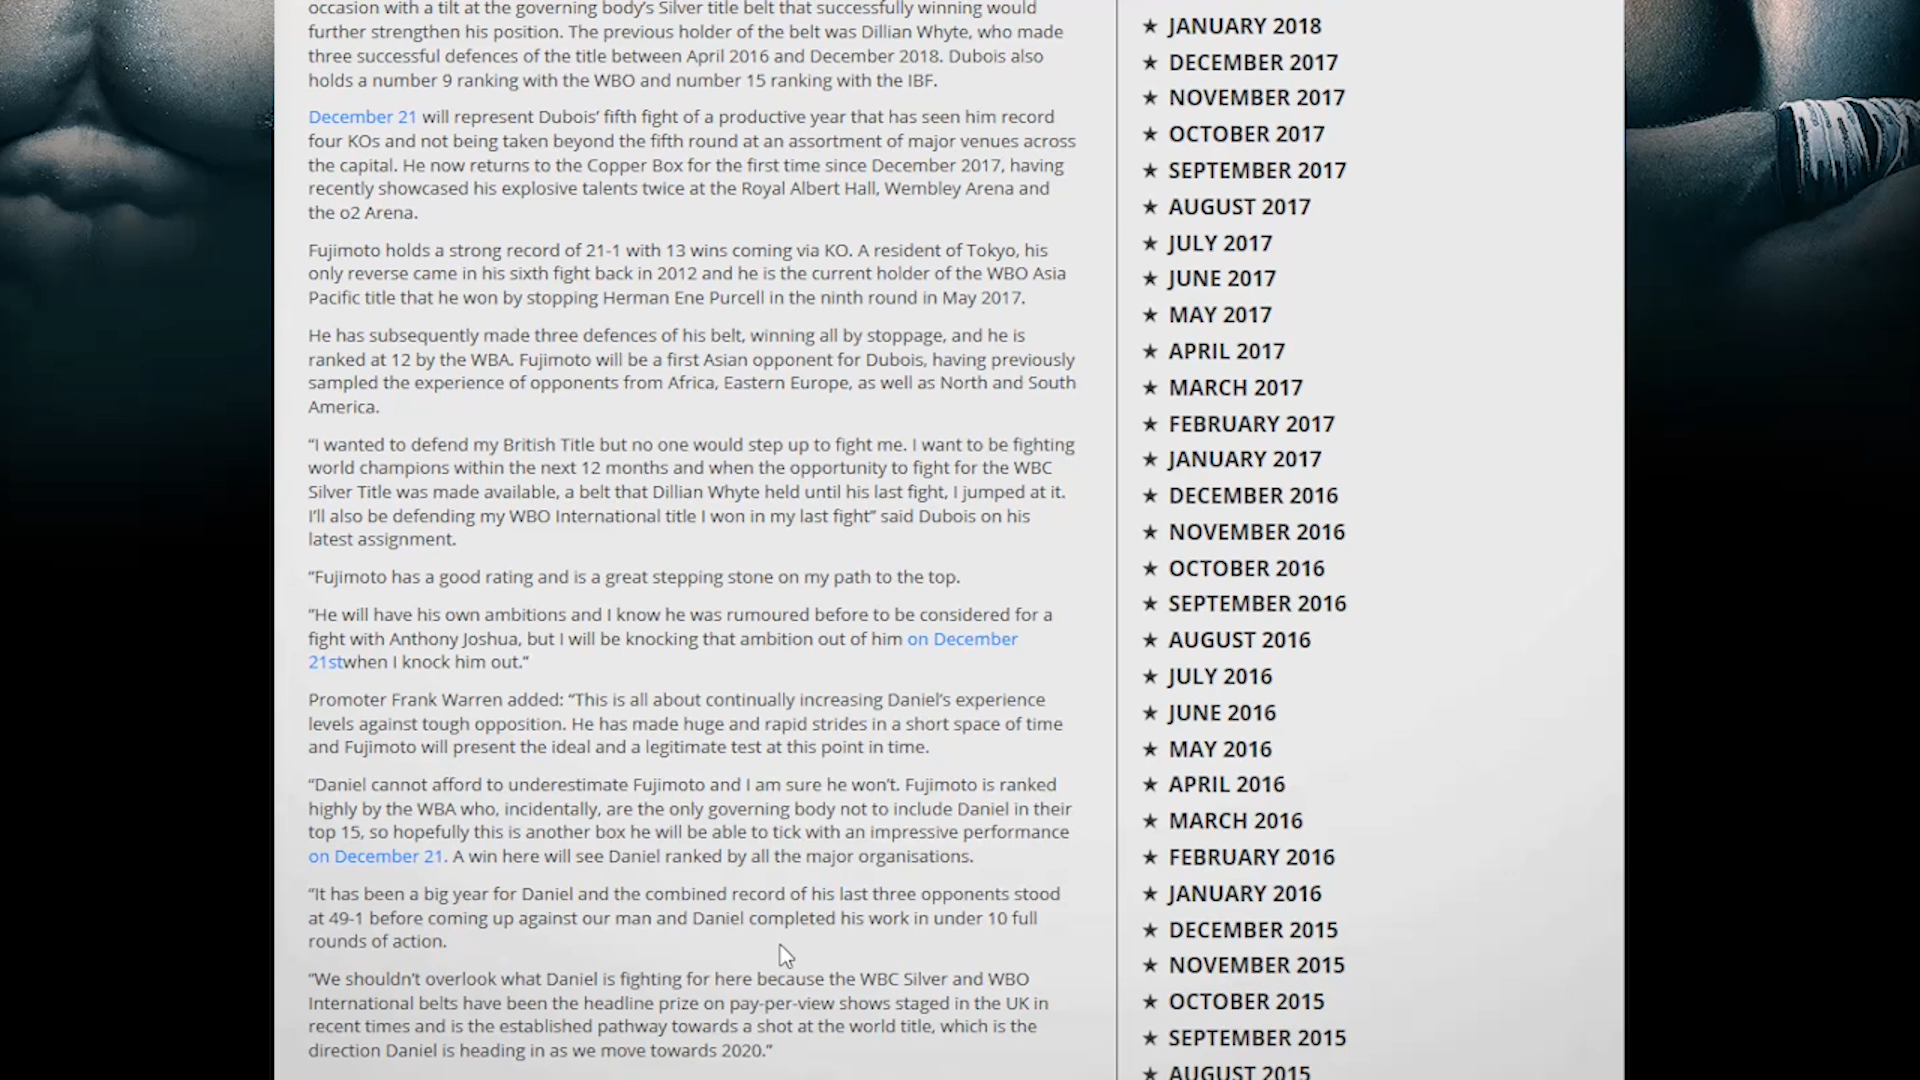 occasion with a tilt at the governing body's Silver title belt that successfully winning would
further strengthen his position. The previous holder of the belt was Dillian Whyte, who made
three successful defences of the title between April 2016 and December 2018. Dubois also
holds a number 9 ranking with the WBO and number 15 ranking with the IBF.
December 21 will represent Dubois' fifth fight of a productive year that has seen him record
four KOs and not being taken beyond the fifth round at an assortment of major venues across
the capital. He now returns to the Copper Box for the first time since December 2017, having
recently showcased his explosive talents twice at the Royal Albert Hall, Wembley Arena and
the o2 Arena.
Fujimoto holds a strong record of 21-1 with 13 wins coming via KO. A resident of Tokyo, his
only reverse came in his sixth fight back in 2012 and he is the current holder of the WBO Asia
Pacific title that he won by stopping Herman Ene Purcell in the ninth round in May 2017.
He has subsequently made three defences of his belt, winning all by stoppage, and he is
ranked at 12 by the WBA. Fujimoto will be a first Asian opponent for Dubois, having previously
sampled the experience of opponents from Africa, Eastern Europe, as well as North and South
America.
“I wanted to defend my British Title but no one would step up to fight me. I want to be fighting
world champions within the next 12 months and when the opportunity to fight for the WBC
Silver Title was made available, a belt that Dillian Whyte held until his last fight, I jumped at it.
I'll also be defending my WBO International title I won in my last fight” said Dubois on his
latest assignment.
“Fujimoto has a good rating and is a great stepping stone on my path to the top.
“He will have his own ambitions and I know he was rumoured before to be considered for a
fight with Anthony Joshua, but I will be knocking that ambition out of him on December
21stwhen I knock him out.”
Promoter Frank Warren added: “This is all about continually increasing Daniel's experience
levels against tough opposition. He has made huge and rapid strides in a short space of time
and Fujimoto will present the ideal and a legitimate test at this point in time.
“Daniel cannot afford to underestimate Fujimoto and I am sure he won't. Fujimoto is ranked
highly by the WBA who, incidentally, are the only governing body not to include Daniel in their
top 15, so hopefully this is another box he will be able to tick with an impressive performance
on December 21. A win here will see Daniel ranked by all the major organisations.
“It has been a big year for Daniel and the combined record of his last three opponents stood
at 49-1 before coming up against our man and Daniel completed his work in under 10 full
rounds of action.
“We shouldn't overlook what Daniel is fighting for here because the WBC Silver and WBO
International belts have been the headline prize on pay-per-view shows staged in the UK in
recent times and is the established pathway towards a shot at the world title, which is the
direction Daniel is heading in as we move towards 2020.”
★ JANUARY 2018
★ DECEMBER 2017
★ NOVEMBER 2017
★ OCTOBER 2017
★ SEPTEMBER 2017
★ AUGUST 2017
★ JULY 2017
★ JUNE 2017
★ MAY 2017
★ APRIL 2017
★ MARCH 2017
★ FEBRUARY 2017
★ JANUARY 2017
★ DECEMBER 2016
★ NOVEMBER 2016
★ OCTOBER 2016
★ SEPTEMBER 2016
★ AUGUST 2016
★ JULY 2016
★ JUNE 2016
★ MAY 2016
★ APRIL 2016
★ MARCH 2016
★ FEBRUARY 2016
★ JANUARY 2016
★ DECEMBER 2015
★ NOVEMBER 2015
★ OCTOBER 2015
★ SEPTEMBER 2015
★ AUGUST 2015